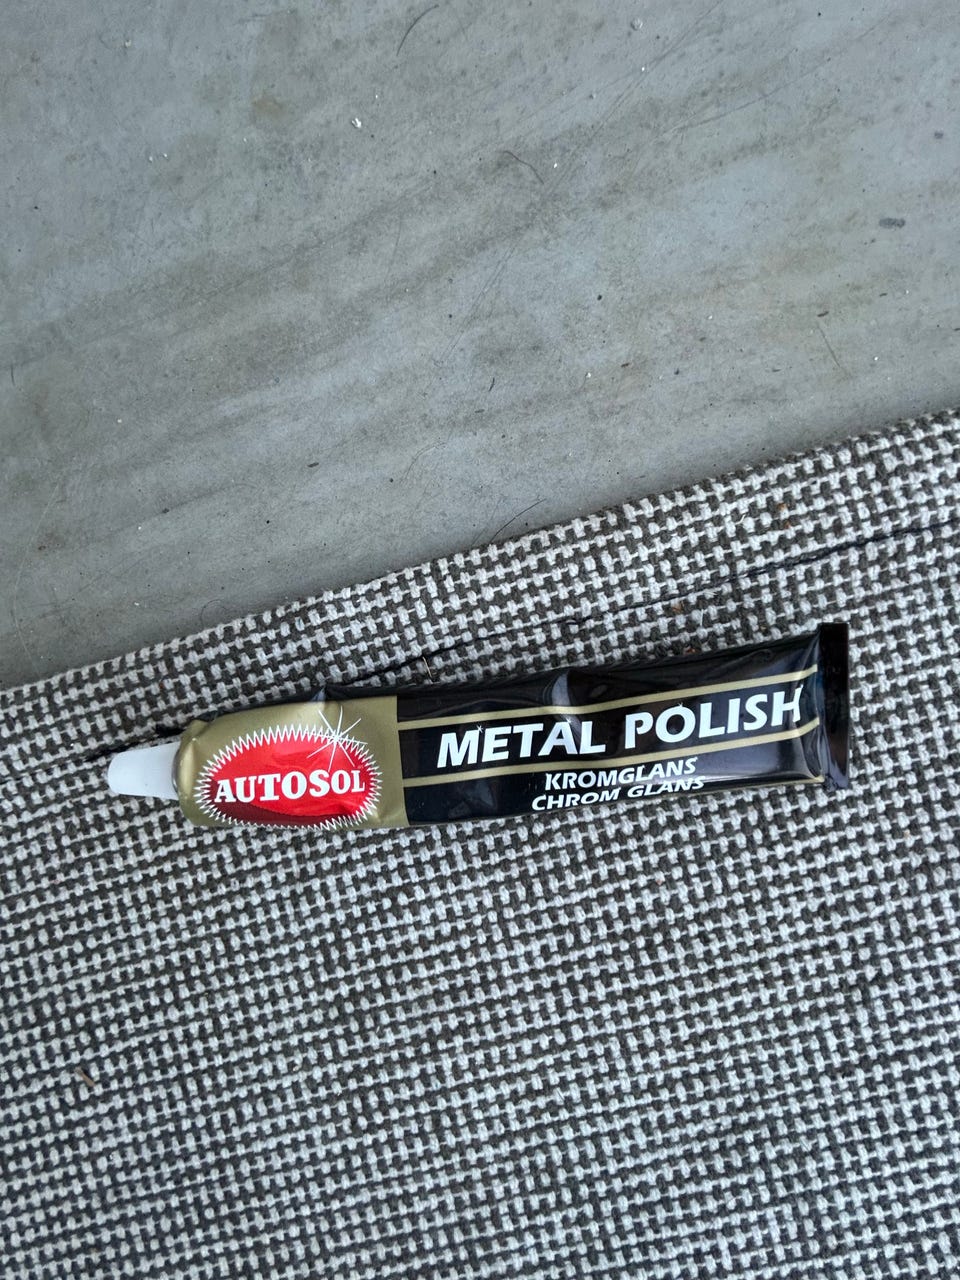 AUTOSOL
METAL POLISH
KROMGLANS
CHROM GLANS